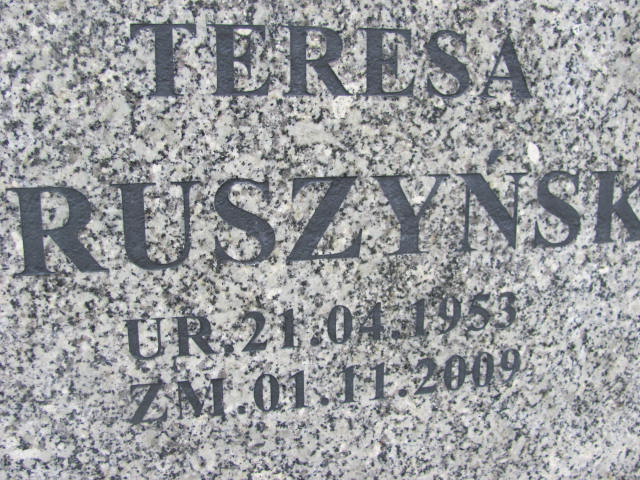 TERESA
RUSZYŃSK
UR.21.04.1953
ZM.01.11.2009